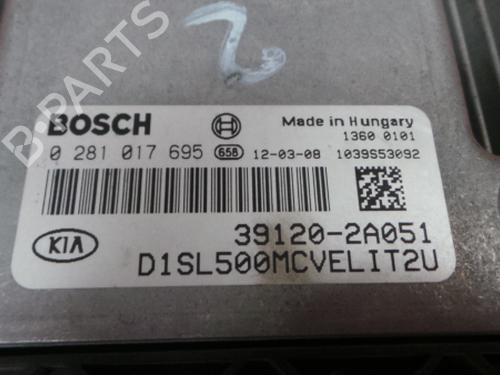 2
B-PARTS
BOSCH
Made in Hungary
1360 0101
0 281 017 695 658 12-03-08 1039S53092
KIA
39120-2A051
D1SL500MCVELIT2U